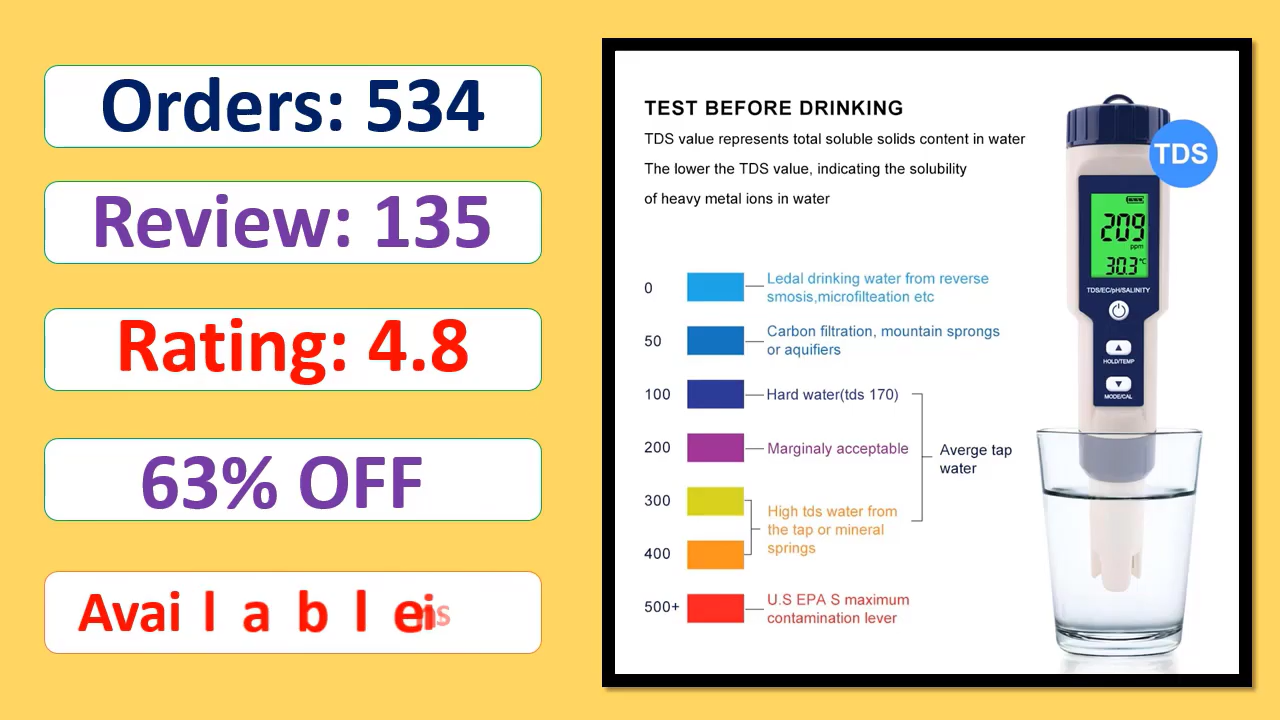 Orders: 534
Review: 135
Rating: 4.8
63% OFF
Available
TEST BEFORE DRINKING
TDS value represents total soluble solids content in water
The lower the TDS value, indicating the solubility
of heavy metal ions in water
0
Ledal drinking water from reverse
smosis,microfilteation etc
50
Carbon filtration, mountain sprongs
or aquifiers
100
Hard water(tds 170)
200
Marginaly acceptable
Averge tap
water
300
High tds water from
the tap or mineral
springs
400
500+
U.S EPA S maximum
contamination lever
TDS
209
ppm
30.3°C
TDS/EC/pH/SALINITY
HOLD/TEMP
MODE/CAL